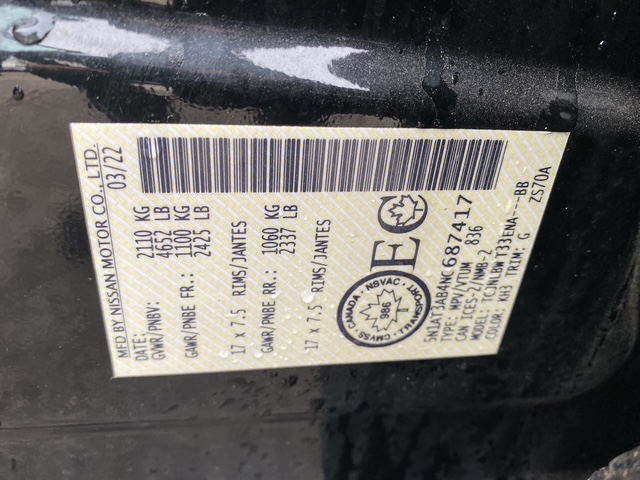 MFD BY NISSAN MOTOR CO., LTD.
DATE: 03/22
GVWR/PNBV: 2110 KG
4652 LB
GAWR/PNBE FR.: 1100 KG
2425 LB
17 x 7.5 RIMS/JANTES
GAWR/PNBE RR.: 1060 KG
2337 LB
17 x 7.5 RIMS/JANTES
CANADA · NSVAC · TRANSPORT · CMVSS
986
EC
5N1AT3AB4NC687417
TYPE: MPV/VTUM 836
CAN ICES-2/NMB-2
MODEL: TCJNLBW T33ENA---BB
COLOR: KH3 TRIM: G ZS70A